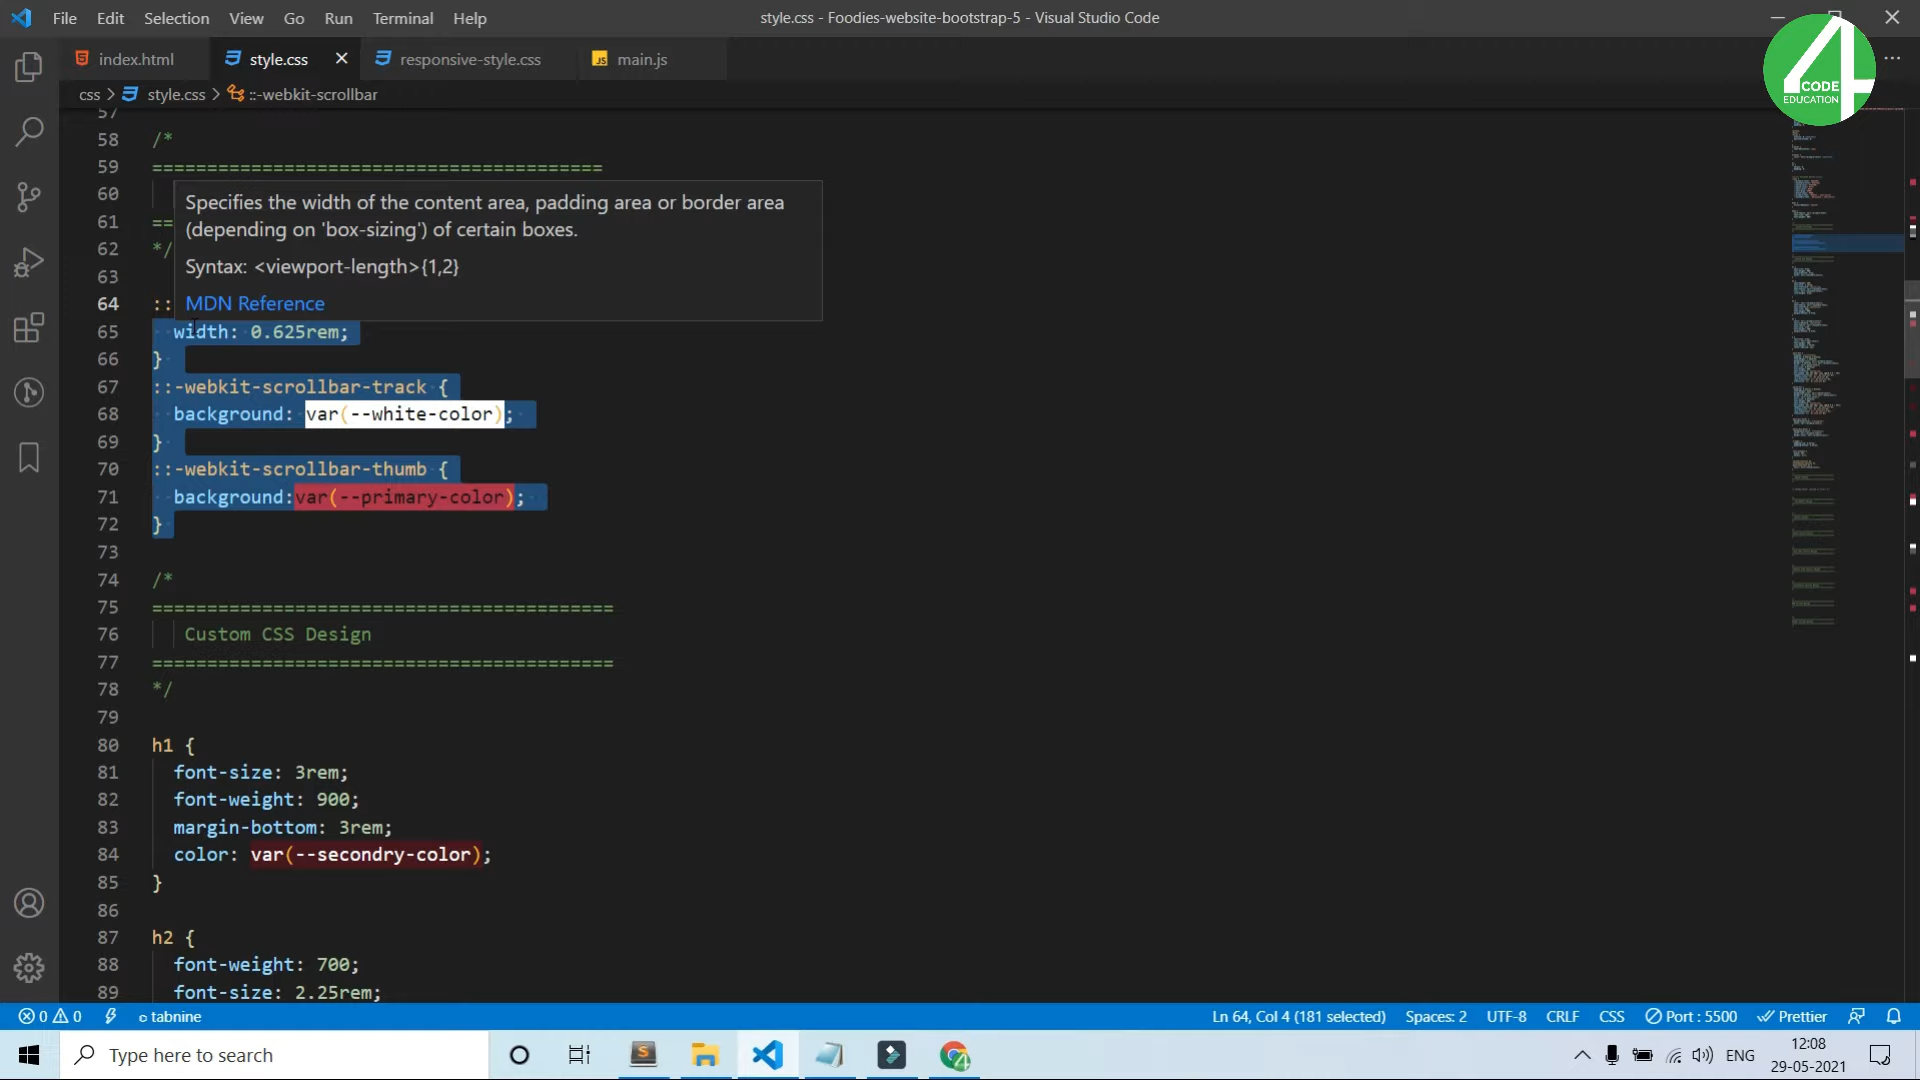 File Edit Selection View Go Run Terminal Help
style.css - Foodies-website-bootstrap-5 - Visual Studio Code
index.html style.css responsive-style.css JS main.js
css > style.css > ::-webkit-scrollbar
CODE
EDUCATION
57
58 /*
59 =========================================
60
61 ==
62 */
63
64 ::
Specifies the width of the content area, padding area or border area
(depending on 'box-sizing') of certain boxes.
Syntax: <viewport-length>{1,2}
MDN Reference
65 width: 0.625rem;
66 }
67 ::-webkit-scrollbar-track {
68 background: var(--white-color);
69 }
70 ::-webkit-scrollbar-thumb {
71 background:var(--primary-color);
72 }
73
74 /*
75 ==========================================
76 Custom CSS Design
77 ==========================================
78 */
79
80 h1 {
81 font-size: 3rem;
82 font-weight: 900;
83 margin-bottom: 3rem;
84 color: var(--secondry-color);
85 }
86
87 h2 {
88 font-weight: 700;
89 font-size: 2.25rem;
0 0 tabnine
Ln 64, Col 4 (181 selected) Spaces: 2 UTF-8 CRLF CSS Port : 5500 Prettier
Type here to search
ENG 12:08
29-05-2021